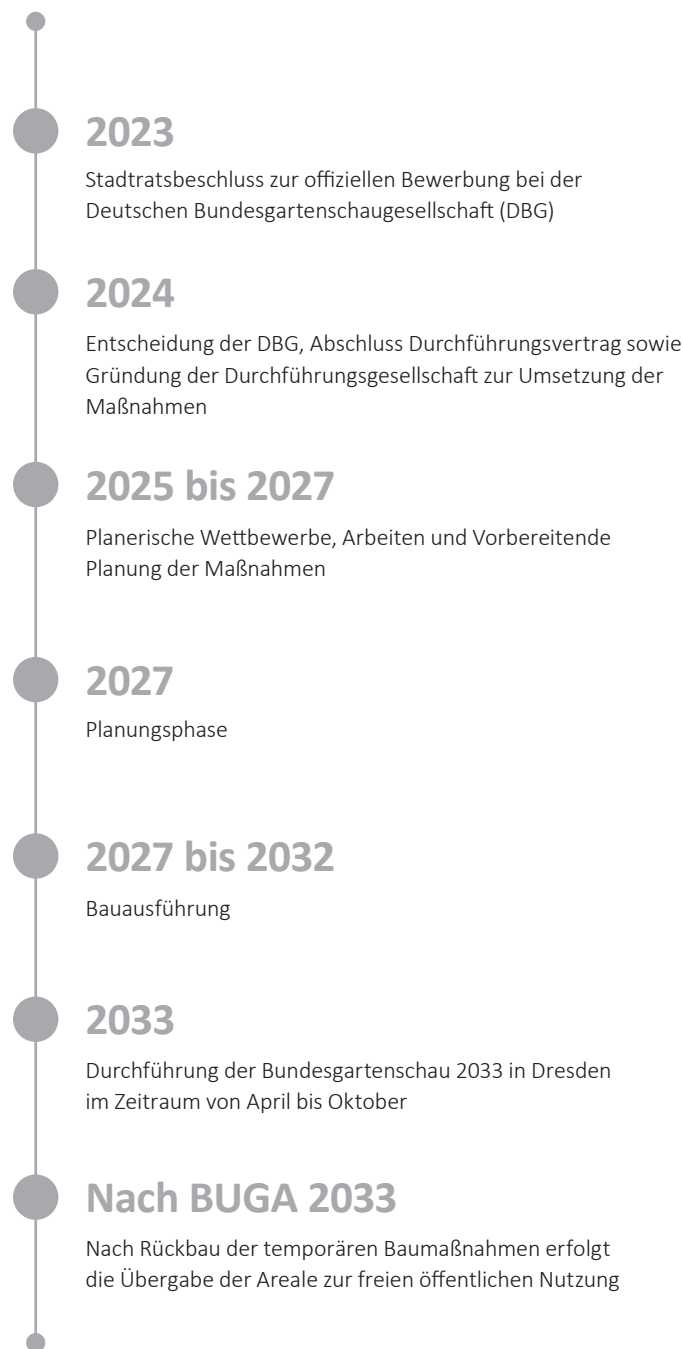 2023
Stadtratsbeschluss zur offiziellen Bewerbung bei der
Deutschen Bundesgartenschaugesellschaft (DBG)
2024
Entscheidung der DBG, Abschluss Durchführungsvertrag sowie
Gründung der Durchführungsgesellschaft zur Umsetzung der
Maßnahmen
2025 bis 2027
Planerische Wettbewerbe, Arbeiten und Vorbereitende
Planung der Maßnahmen
2027
Planungsphase
2027 bis 2032
Bauausführung
2033
Durchführung der Bundesgartenschau 2033 in Dresden
im Zeitraum von April bis Oktober
Nach BUGA 2033
Nach Rückbau der temporären Baumaßnahmen erfolgt
die Übergabe der Areale zur freien öffentlichen Nutzung